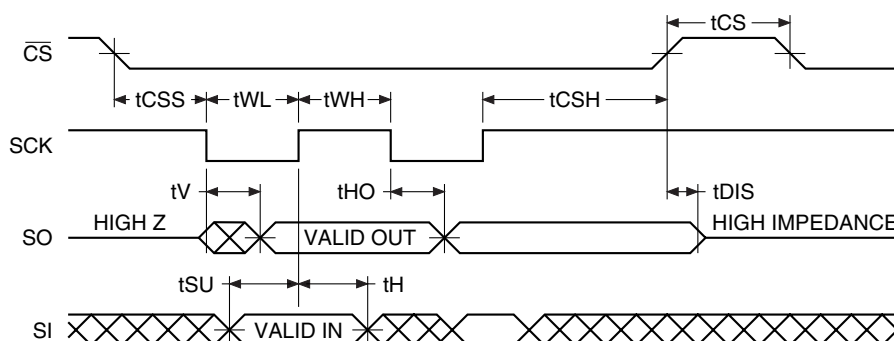 tCS
CS
tCSS tWL tWH tCSH
SCK
tV tHO tDIS
HIGH Z HIGH IMPEDANCE
SO VALID OUT
tSU tH
SI VALID IN